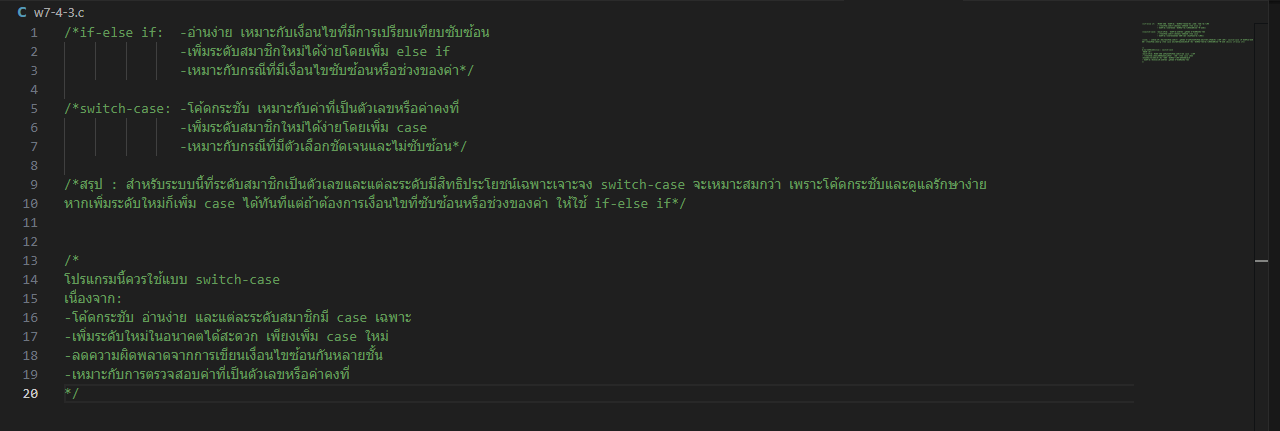 C w7-4-3.c
1 /*if-else if: -อ่านง่าย เหมาะกับเงื่อนไขที่มีการเปรียบเทียบซับซ้อน
2 -เพิ่มระดับสมาชิกใหม่ได้ง่ายโดยเพิ่ม else if
3 -เหมาะกับกรณีที่มีเงื่อนไขซับซ้อนหรือช่วงของค่า*/
4
5 /*switch-case: -โค้ดกระชับ เหมาะกับค่าที่เป็นตัวเลขหรือค่าคงที่
6 -เพิ่มระดับสมาชิกใหม่ได้ง่ายโดยเพิ่ม case
7 -เหมาะกับกรณีที่มีตัวเลือกชัดเจนและไม่ซับซ้อน*/
8
9 /*สรุป : สำหรับระบบนี้ที่ระดับสมาชิกเป็นตัวเลขและแต่ละระดับมีสิทธิประโยชน์เฉพาะเจาะจง switch-case จะเหมาะสมกว่า เพราะโค้ดกระชับและดูแลรักษาง่าย
10 หากเพิ่มระดับใหม่ก็เพิ่ม case ได้ทันทีแต่ถ้าต้องการเงื่อนไขที่ซับซ้อนหรือช่วงของค่า ให้ใช้ if-else if*/
11
12
13 /*
14 โปรแกรมนี้ควรใช้แบบ switch-case
15 เนื่องจาก:
16 -โค้ดกระชับ อ่านง่าย และแต่ละระดับสมาชิกมี case เฉพาะ
17 -เพิ่มระดับใหม่ในอนาคตได้สะดวก เพียงเพิ่ม case ใหม่
18 -ลดความผิดพลาดจากการเขียนเงื่อนไขซ้อนกันหลายชั้น
19 -เหมาะกับการตรวจสอบค่าที่เป็นตัวเลขหรือค่าคงที่
20 */